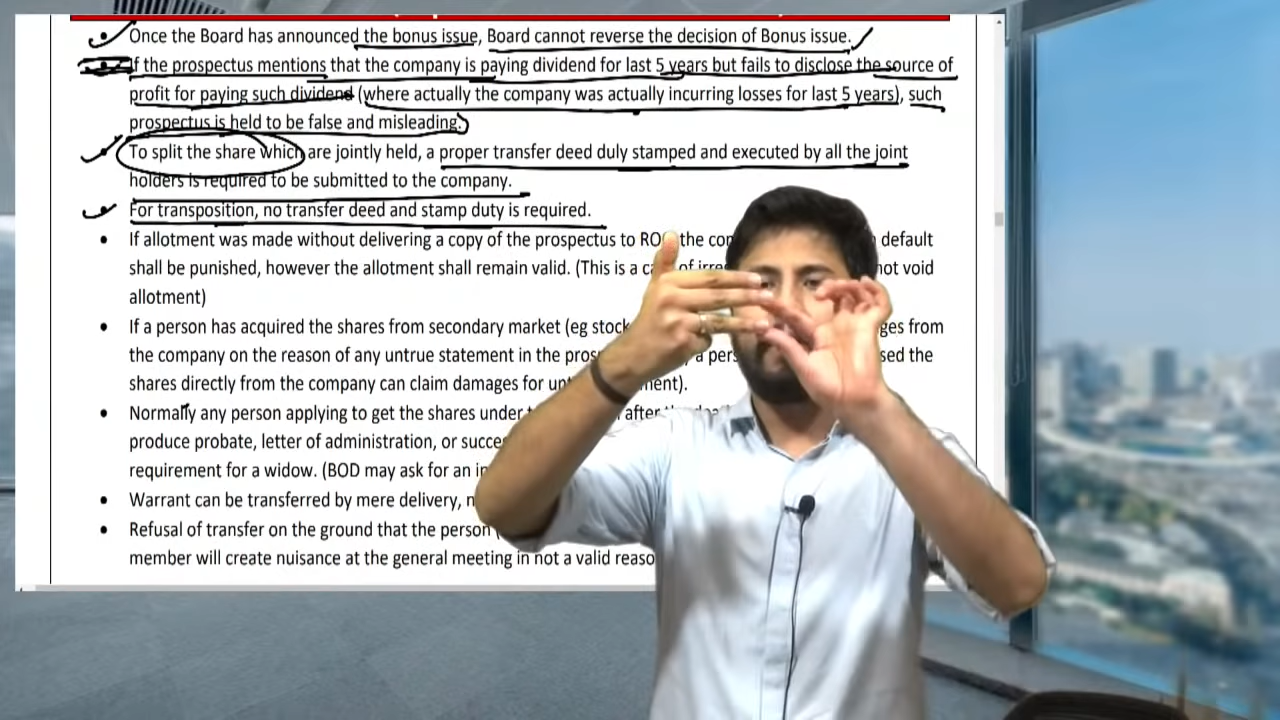 Once the Board has announced the bonus issue, Board cannot reverse the decision of Bonus issue.
If the prospectus mentions that the company is paying dividend for last 5 years but fails to disclose the source of
profit for paying such dividend (where actually the company was actually incurring losses for last 5 years), such
prospectus is held to be false and misleading.)
To split the share which are jointly held, a proper transfer deed duly stamped and executed by all the joint
holders is required to be submitted to the company.
For transposition, no transfer deed and stamp duty is required.
If allotment was made without delivering a copy of the prospectus to the default
shall be punished, however the allotment shall remain valid. (This is a of not void
allotment)
If a person has acquired the shares from secondary market (eg from
the company on the reason of any untrue statement in the a the
shares directly from the company can claim damages for
Normally any person applying to get the shares under after
produce probate, letter of administration, or
requirement for a widow. (BOD may ask for an
Warrant can be transferred by mere delivery,
Refusal of transfer on the ground that the person
member will create nuisance at the general meeting in not a valid